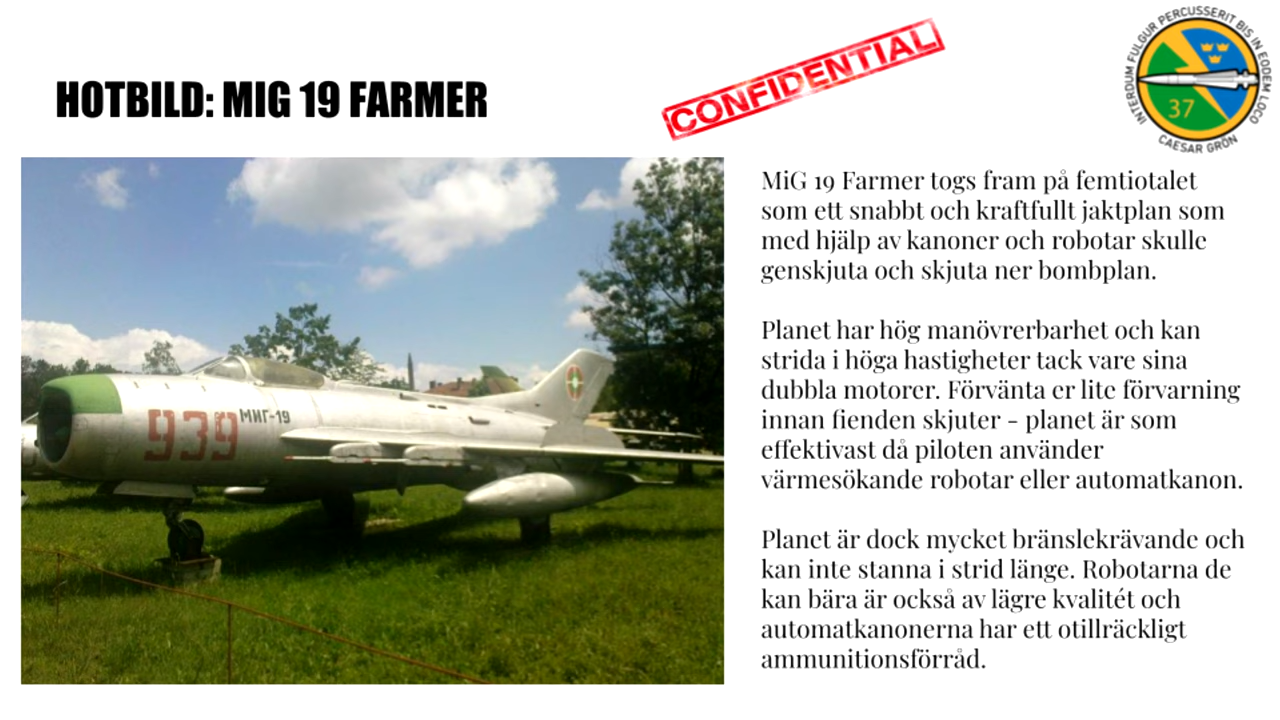 HOTBILD: MIG 19 FARMER
CONFIDENTIAL
INTERDUM FULGUR PERCUSSERIT BIS IN EODEM LOCO
37
CAESAR GRÖN
939
МИГ-19
MiG 19 Farmer togs fram på femtiotalet
som ett snabbt och kraftfullt jaktplan som
med hjälp av kanoner och robotar skulle
genskjuta och skjuta ner bombplan.
Planet har hög manövrerbarhet och kan
strida i höga hastigheter tack vare sina
dubbla motorer. Förvänta er lite förvarning
innan fienden skjuter - planet är som
effektivast då piloten använder
värmesökande robotar eller automatkanon.
Planet är dock mycket bränslekrävande och
kan inte stanna i strid länge. Robotarna de
kan bära är också av lägre kvalitét och
automatkanonerna har ett otillräckligt
ammunitionsförråd.